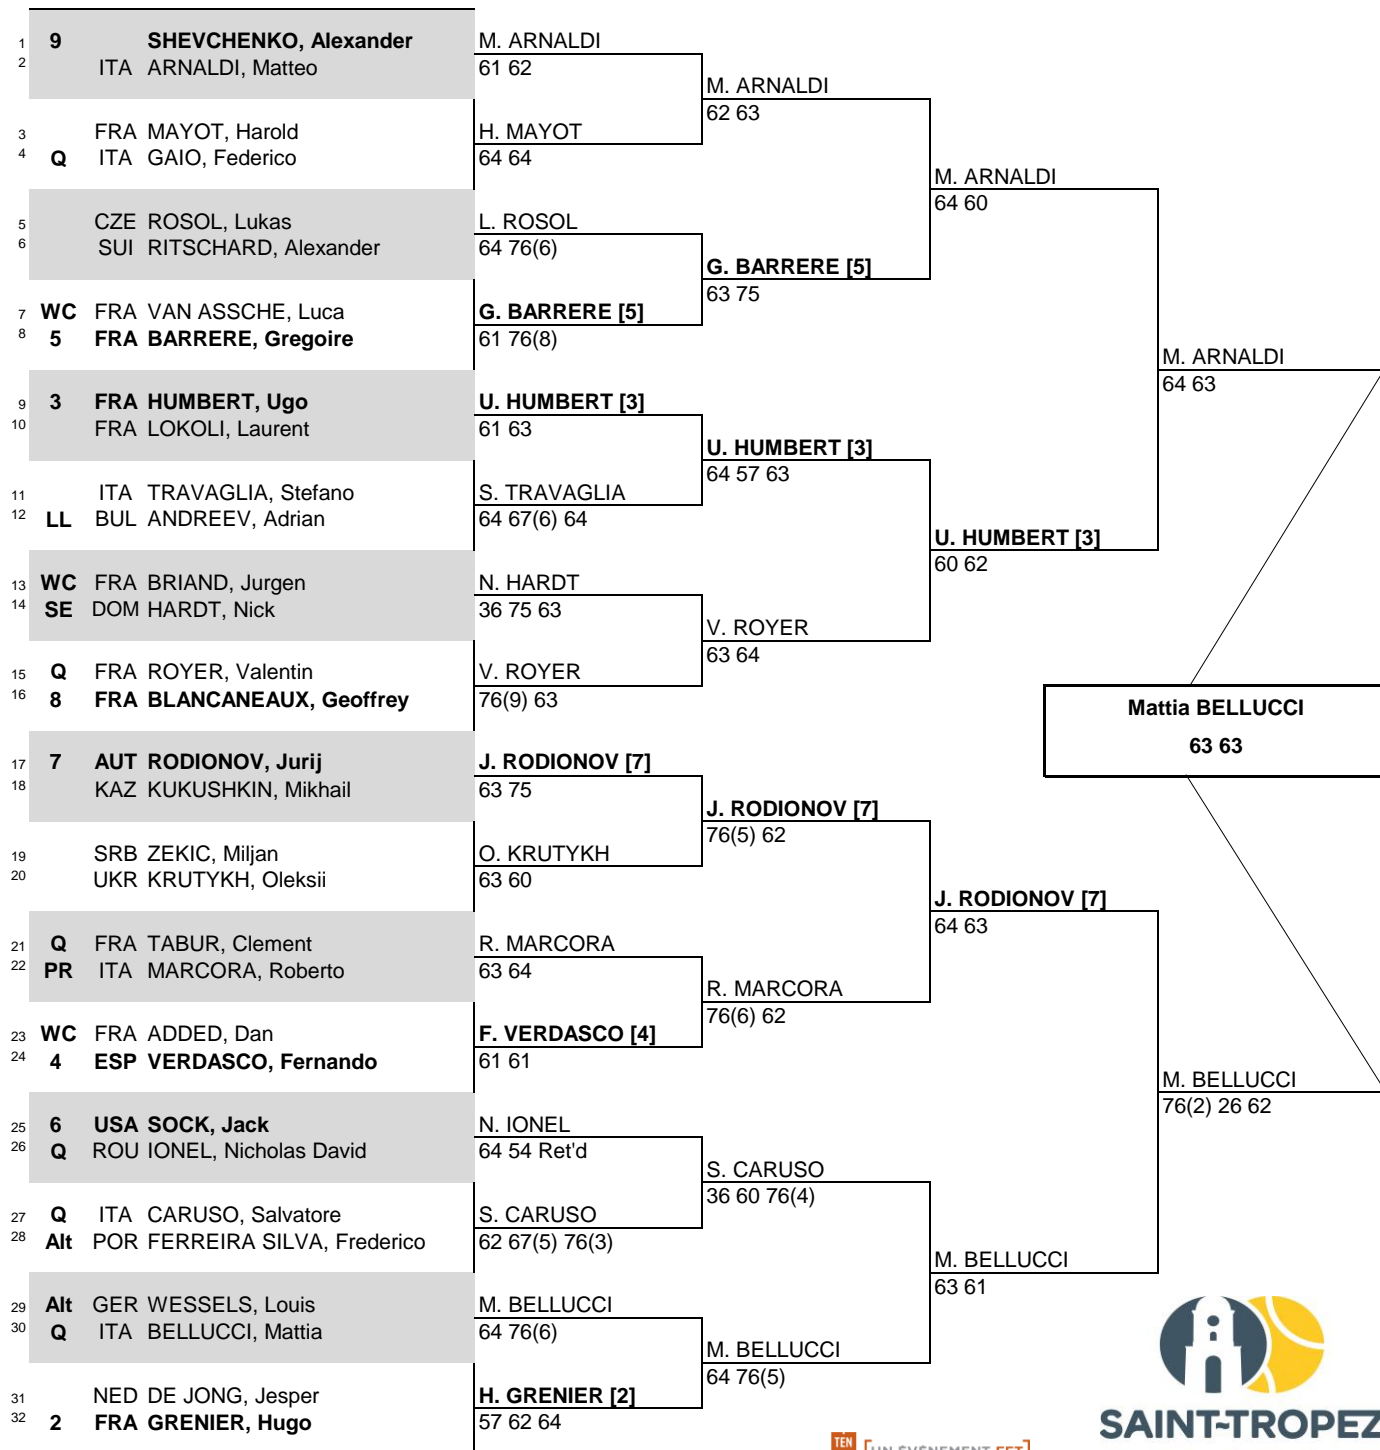 1 9 SHEVCHENKO, Alexander
2 ITA ARNALDI, Matteo
3 FRA MAYOT, Harold
4 Q ITA GAIO, Federico
5 CZE ROSOL, Lukas
6 SUI RITSCHARD, Alexander
7 WC FRA VAN ASSCHE, Luca
8 5 FRA BARRERE, Gregoire
9 3 FRA HUMBERT, Ugo
10 FRA LOKOLI, Laurent
11 ITA TRAVAGLIA, Stefano
12 LL BUL ANDREEV, Adrian
13 WC FRA BRIAND, Jurgen
14 SE DOM HARDT, Nick
15 Q FRA ROYER, Valentin
16 8 FRA BLANCANEAUX, Geoffrey
17 7 AUT RODIONOV, Jurij
18 KAZ KUKUSHKIN, Mikhail
19 SRB ZEKIC, Miljan
20 UKR KRUTYKH, Oleksii
21 Q FRA TABUR, Clement
22 PR ITA MARCORA, Roberto
23 WC FRA ADDED, Dan
24 4 ESP VERDASCO, Fernando
25 6 USA SOCK, Jack
26 Q ROU IONEL, Nicholas David
27 Q ITA CARUSO, Salvatore
28 Alt POR FERREIRA SILVA, Frederico
29 Alt GER WESSELS, Louis
30 Q ITA BELLUCCI, Mattia
31 NED DE JONG, Jesper
32 2 FRA GRENIER, Hugo
M. ARNALDI
61 62
H. MAYOT
64 64
L. ROSOL
64 76(6)
G. BARRERE [5]
61 76(8)
U. HUMBERT [3]
61 63
S. TRAVAGLIA
64 67(6) 64
N. HARDT
36 75 63
V. ROYER
76(9) 63
J. RODIONOV [7]
63 75
O. KRUTYKH
63 60
R. MARCORA
63 64
F. VERDASCO [4]
61 61
N. IONEL
64 54 Ret'd
S. CARUSO
62 67(5) 76(3)
M. BELLUCCI
64 76(6)
H. GRENIER [2]
57 62 64
M. ARNALDI
62 63
G. BARRERE [5]
63 75
U. HUMBERT [3]
64 57 63
V. ROYER
63 64
J. RODIONOV [7]
76(5) 62
R. MARCORA
76(6) 62
S. CARUSO
36 60 76(4)
M. BELLUCCI
64 76(5)
M. ARNALDI
64 60
U. HUMBERT [3]
60 62
J. RODIONOV [7]
64 63
M. BELLUCCI
63 61
M. ARNALDI
64 63
M. BELLUCCI
76(2) 26 62
Mattia BELLUCCI
63 63
SAINT-TROPEZ
TEN
UN ÉVÉNEMENT FFT